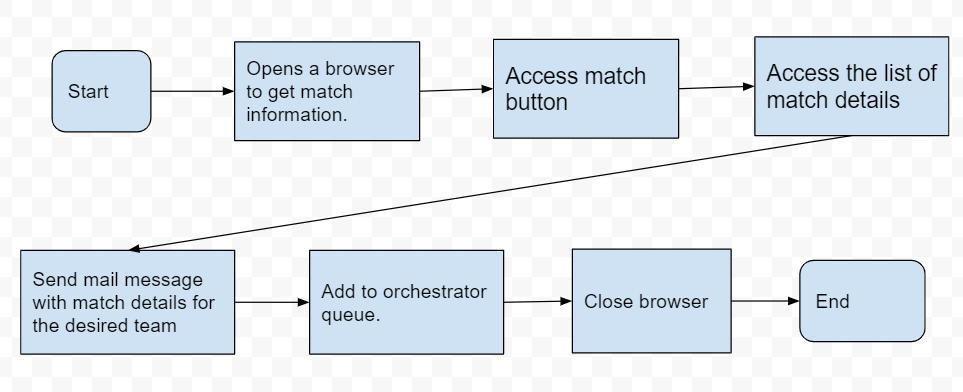 Start
Opens a browser
to get match
information.
Access match
button
Access the list of
match details
Send mail message
with match details for
the desired team
Add to orchestrator
queue.
Close browser
End